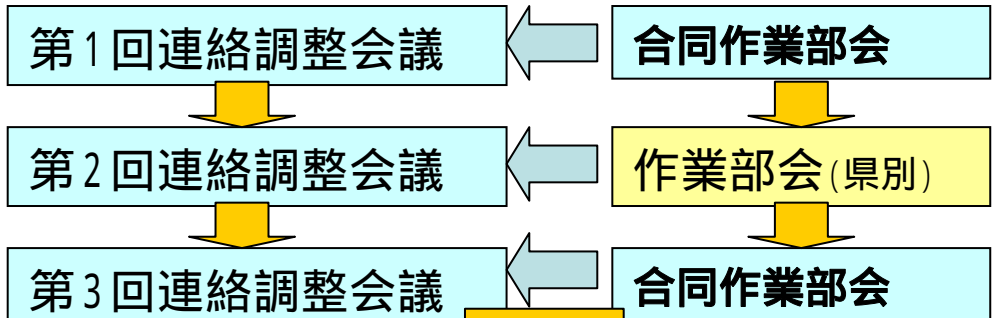 第1回連絡調整会議
合同作業部会
第2回連絡調整会議
作業部会(県別)
第3回連絡調整会議
合同作業部会